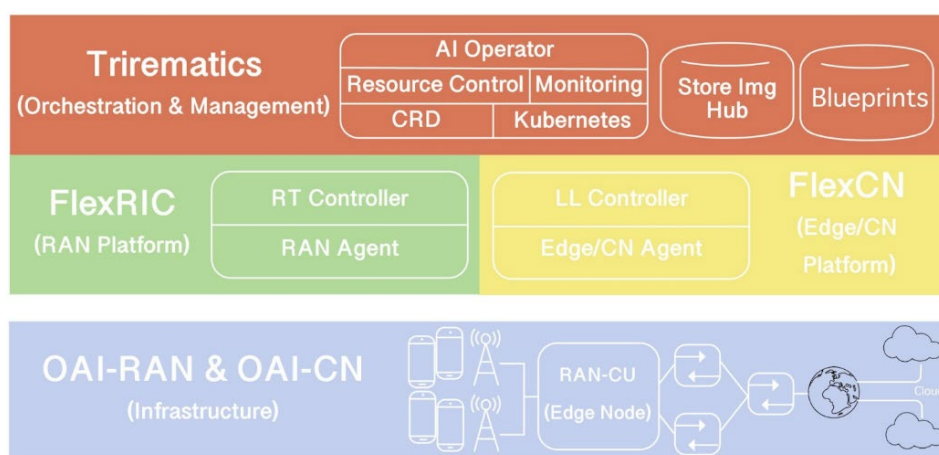 Trirematics
(Orchestration & Management)
AI Operator
Resource Control
Monitoring
CRD
Kubernetes
Store Img
Hub
Blueprints
FlexRIC
(RAN Platform)
RT Controller
RAN Agent
LL Controller
Edge/CN Agent
FlexCN
(Edge/CN
Platform)
OAI-RAN & OAI-CN
(Infrastructure)
RAN-CU
(Edge Node)
Cloud